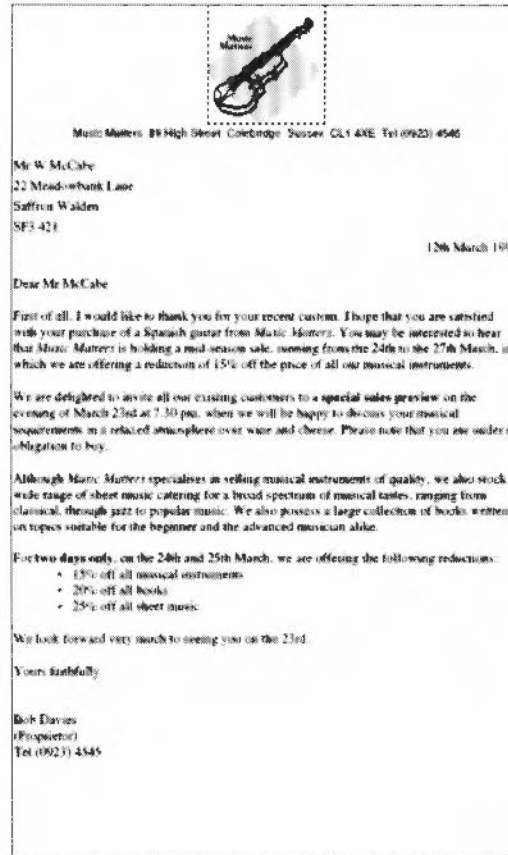 Music
Matters
Music Matters 89 High Street Colebridge Sussex CL1 4XE Tel (0923) 4545
Mr W McCabe
22 Meadowbank Lane
Saffron Walden
SF3 421
12th March 199
Dear Mr McCabe
First of all, I would like to thank you for your recent custom. I hope that you are satisfied
with your purchase of a Spanish guitar from Music Matters. You may be interested to hear
that Music Matters is holding a mid-season sale, running from the 24th to the 27th March, in
which we are offering a reduction of 15% off the price of all our musical instruments.
We are delighted to invite all our existing customers to a special sales preview on the
evening of March 23rd at 7.30 pm, when we will be happy to discuss your musical
requirements in a relaxed atmosphere over wine and cheese. Please note that you are under
obligation to buy.
Although Music Matters specialises in selling musical instruments of quality, we also stock
wide range of sheet music catering for a broad spectrum of musical tastes, ranging from
classical, through jazz to popular music. We also possess a large collection of books written
on topics suitable for the beginner and the advanced musician alike.
For two days only, on the 24th and 25th March, we are offering the following reductions:
• 15% off all musical instruments
• 20% off all books
• 25% off all sheet music
We look forward very much to seeing you on the 23rd.
Yours faithfully
Bob Davies
(Proprietor)
Tel (0923) 4545